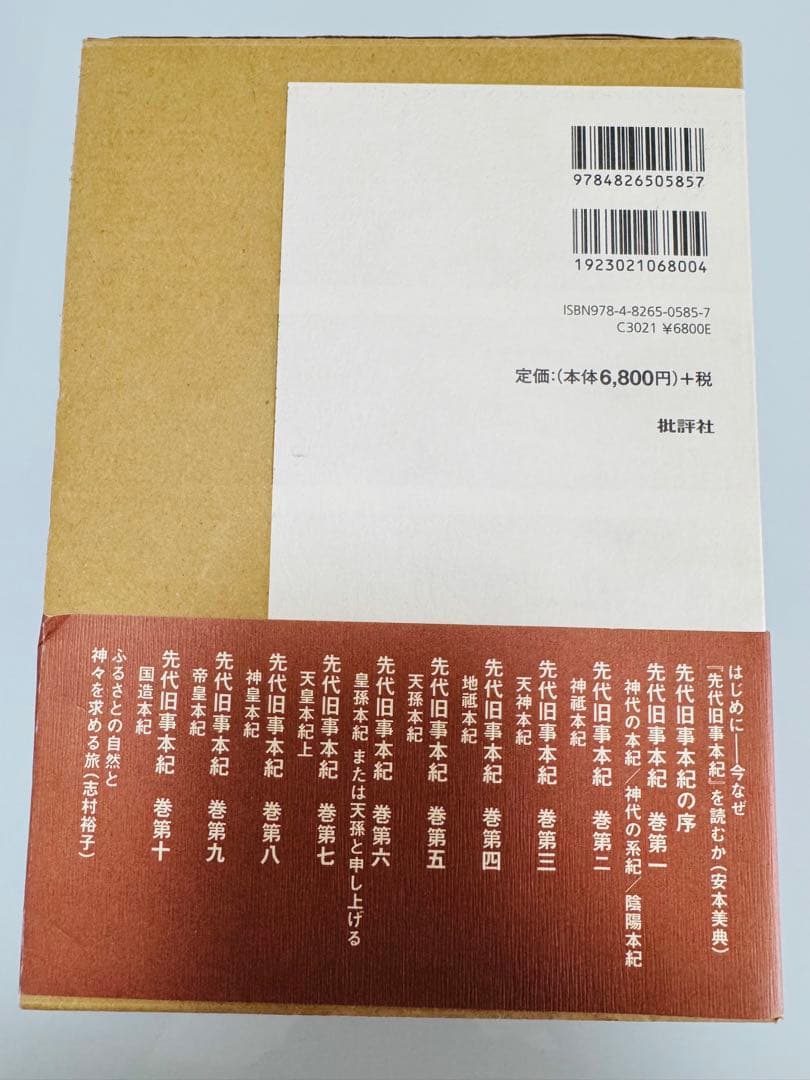 9784826505857
1923021068004
ISBN978-4-8265-0585-7
C3021 ¥6800E
定価:(本体6,800円)+税
批評社
はじめに――今なぜ
『先代旧事本紀』を読むか(安本美典)
先代旧事本紀の序
先代旧事本紀 巻第一
神代の本紀/神代の系紀/陰陽本紀
先代旧事本紀 巻第二
神祇本紀
先代旧事本紀 巻第三
天神本紀
先代旧事本紀 巻第四
地祇本紀
先代旧事本紀 巻第五
天孫本紀
先代旧事本紀 巻第六
皇孫本紀 または天孫と申し上げる
先代旧事本紀 巻第七
天皇本紀上
先代旧事本紀 巻第八
神皇本紀
先代旧事本紀 巻第九
帝皇本紀
先代旧事本紀 巻第十
国造本紀
ふるさとの自然と
神々を求める旅(志村裕子)